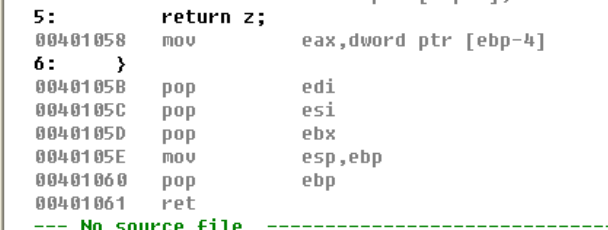 5:        return z;
00401058   mov         eax,dword ptr [ebp-4]
6:    }
0040105B   pop         edi
0040105C   pop         esi
0040105D   pop         ebx
0040105E   mov         esp,ebp
00401060   pop         ebp
00401061   ret
--- No source file  -----------------------------